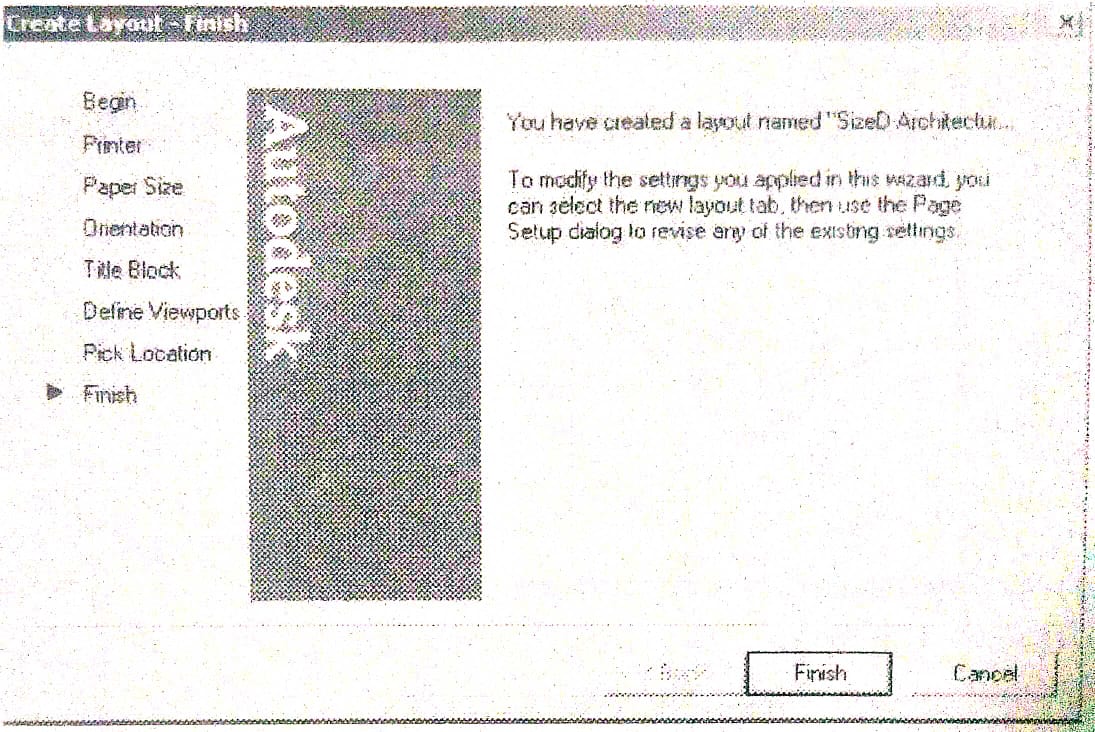 Create Layout - Finish
Begin
Printer
Paper Size
Orientation
Title Block
Define Viewports
Pick Location
Finish
Autodesk
You have created a layout named "SizeD Architectur...
To modify the settings you applied in this wizard, you
can select the new layout tab, then use the Page
Setup dialog to revise any of the existing settings.
< Back
Finish
Cancel